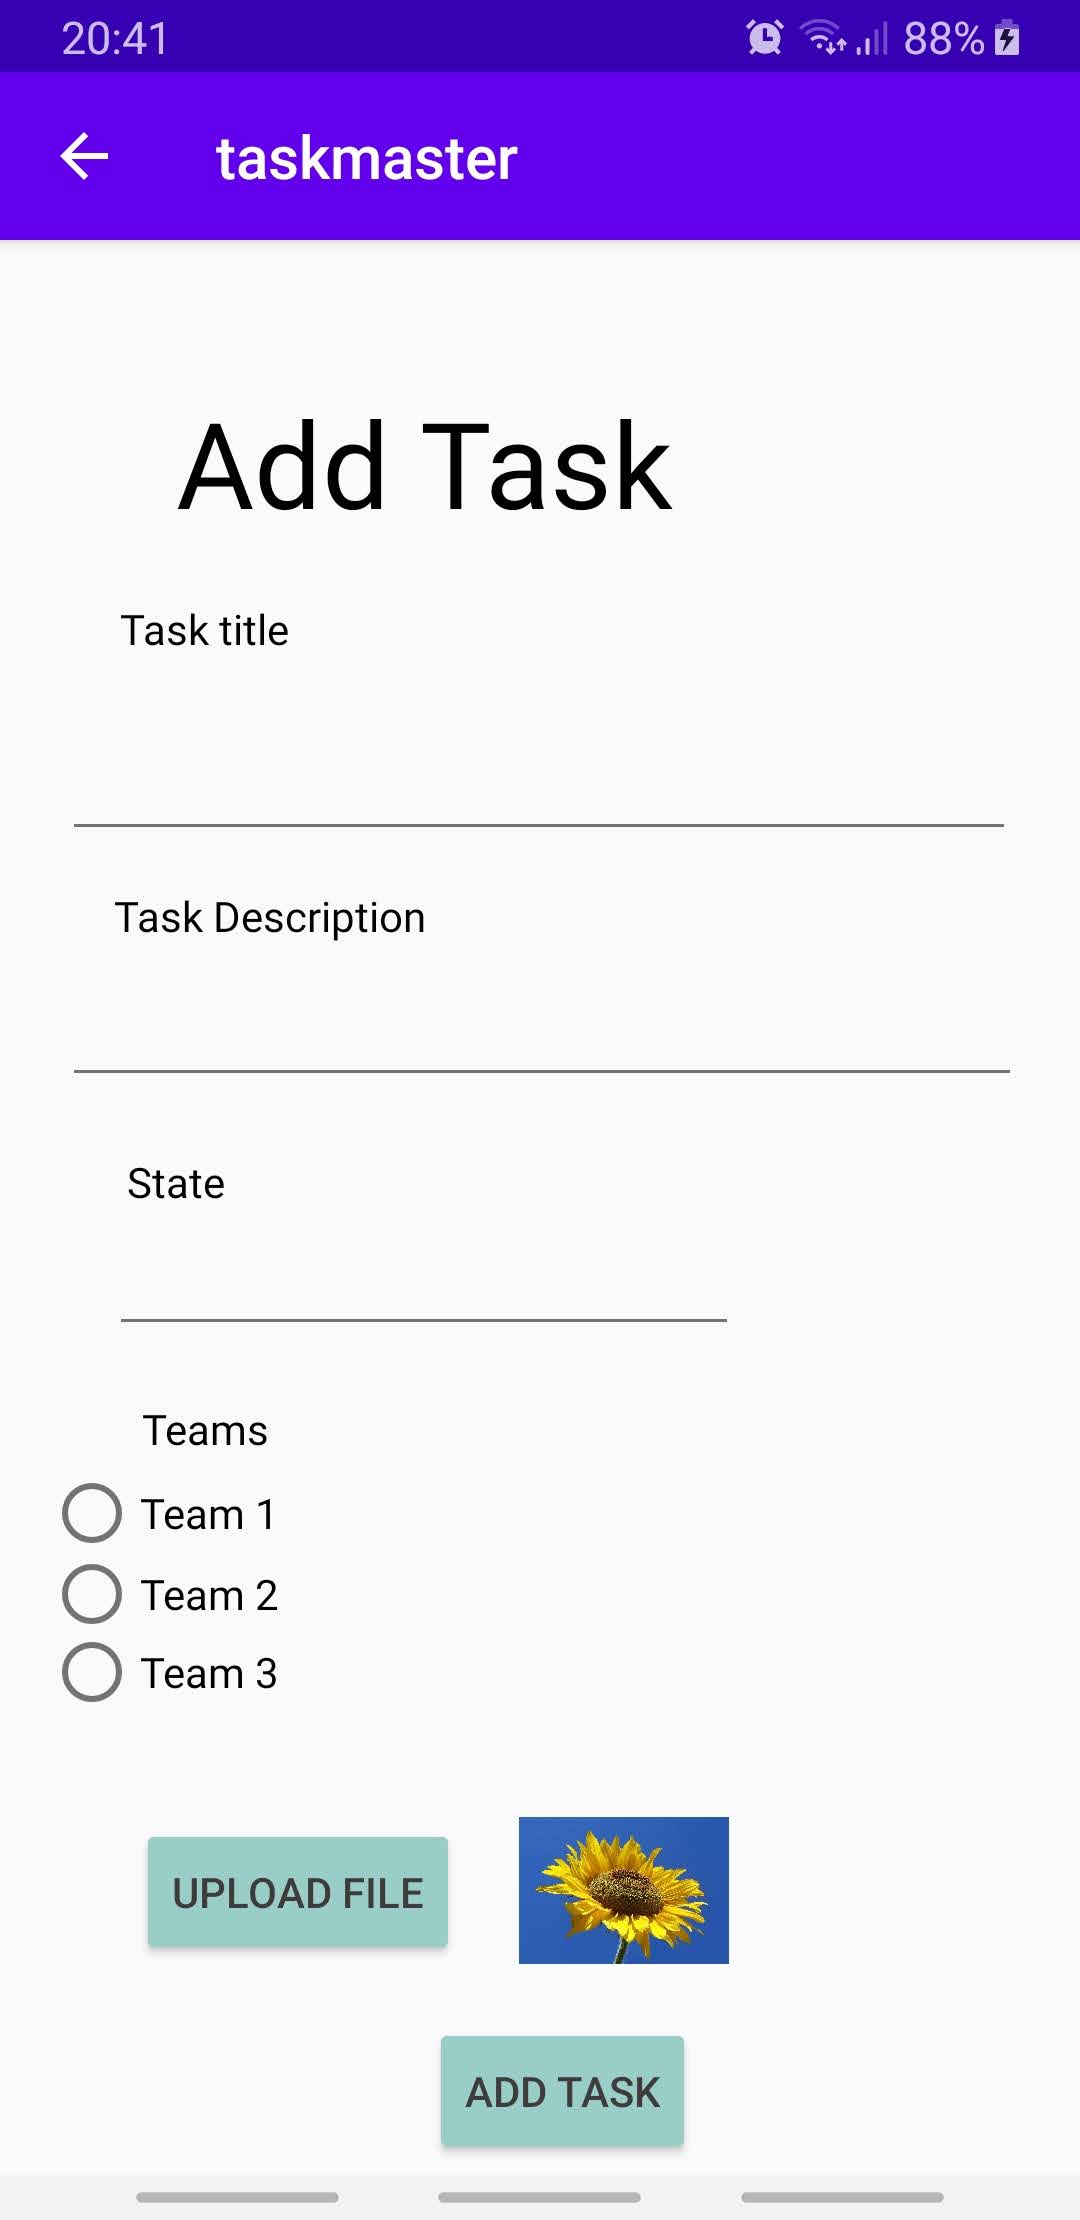 20:41 88%
taskmaster
Add Task
Task title
Task Description
State
Teams
Team 1
Team 2
Team 3
UPLOAD FILE
ADD TASK